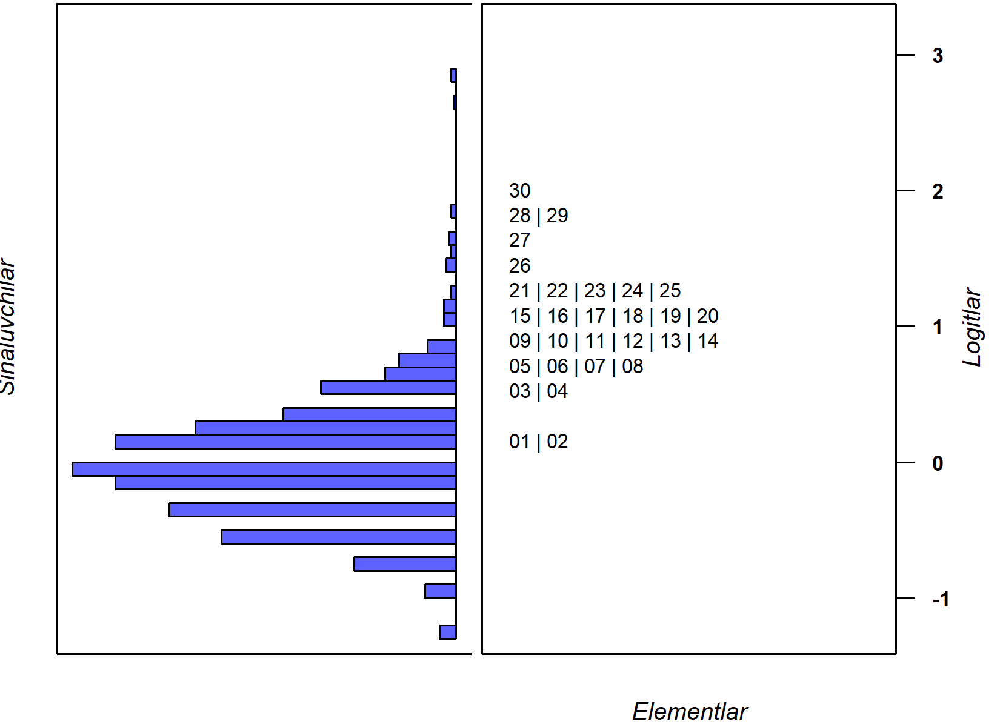 Sinaluvchilar
30
28 | 29
27
26
21 | 22 | 23 | 24 | 25
15 | 16 | 17 | 18 | 19 | 20
09 | 10 | 11 | 12 | 13 | 14
05 | 06 | 07 | 08
03 | 04
01 | 02
Elementlar
3
2
1
0
-1
Logitlar